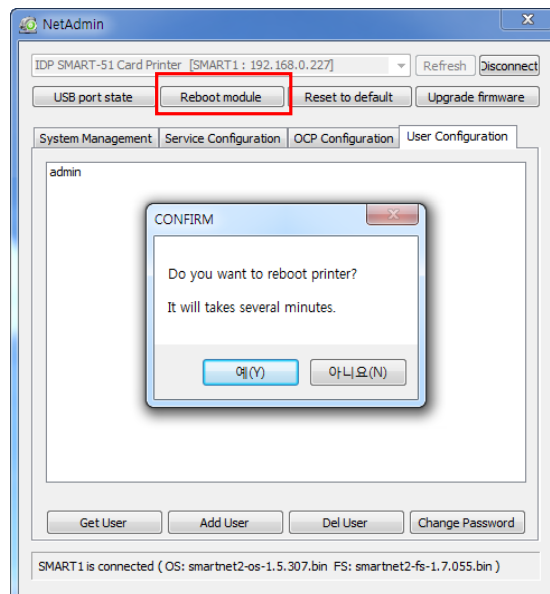 NetAdmin
IDP SMART-51 Card Printer [SMART1 : 192.168.0.227]
Refresh
Disconnect
USB port state
Reboot module
Reset to default
Upgrade firmware
System Management
Service Configuration
OCP Configuration
User Configuration
admin
CONFIRM
Do you want to reboot printer?
It will takes several minutes.
예(Y)
아니요(N)
Get User
Add User
Del User
Change Password
SMART1 is connected ( OS: smartnet2-os-1.5.307.bin FS: smartnet2-fs-1.7.055.bin )